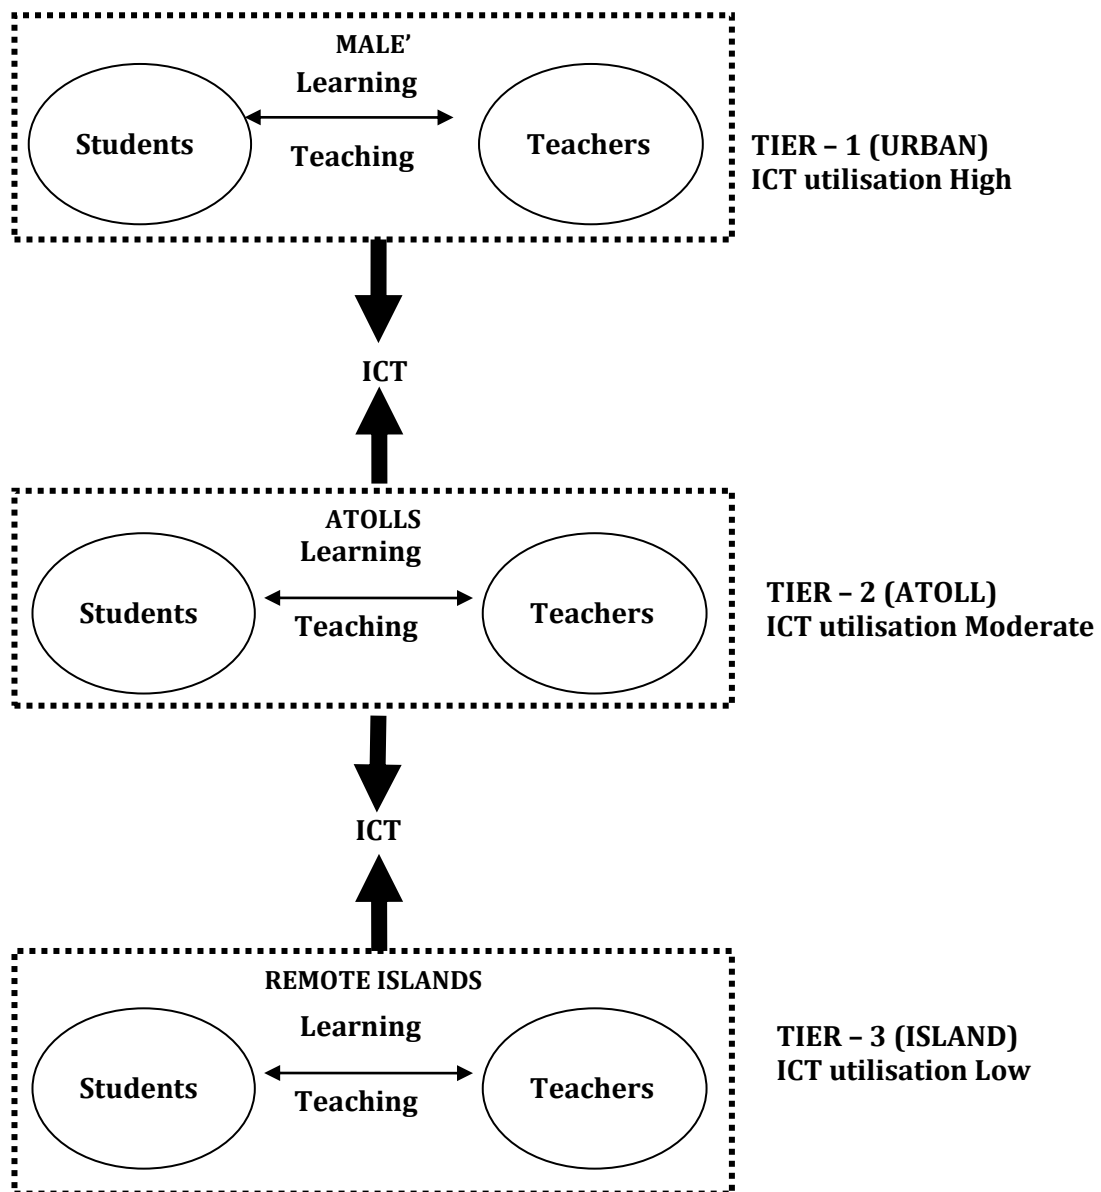 MALE’
Learning
Students
Teachers
Teaching
TIER – 1 (URBAN)
ICT utilisation High
ICT
ATOLLS
Learning
Students
Teachers
Teaching
TIER – 2 (ATOLL)
ICT utilisation Moderate
ICT
REMOTE ISLANDS
Learning
Students
Teachers
Teaching
TIER – 3 (ISLAND)
ICT utilisation Low